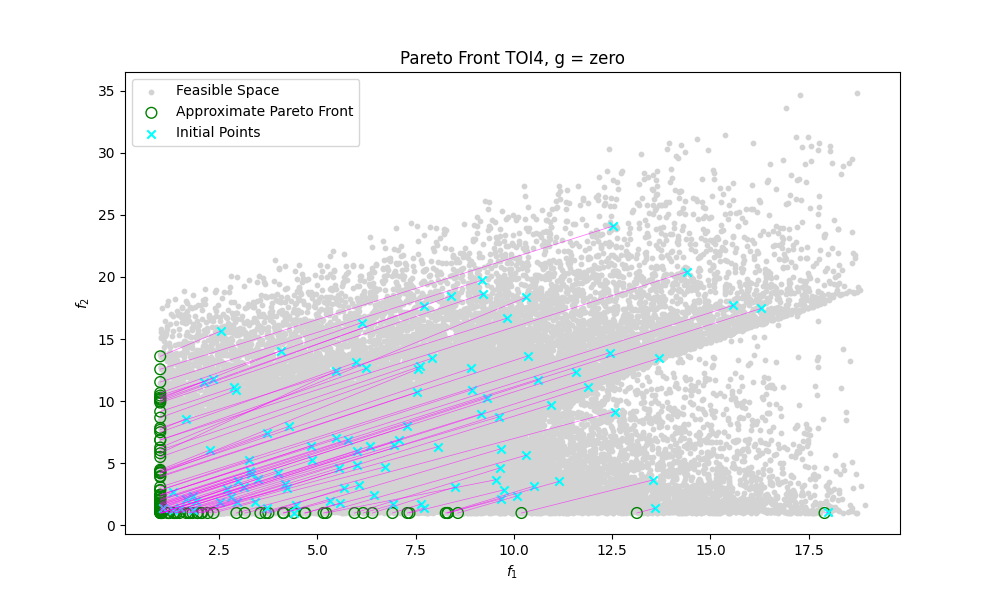 Pareto Front TOI4, g = zero
Feasible Space
Approximate Pareto Front
Initial Points
35
30
25
20
15
10
5
0
f₂
2.5 5.0 7.5 10.0 12.5 15.0 17.5
f₁